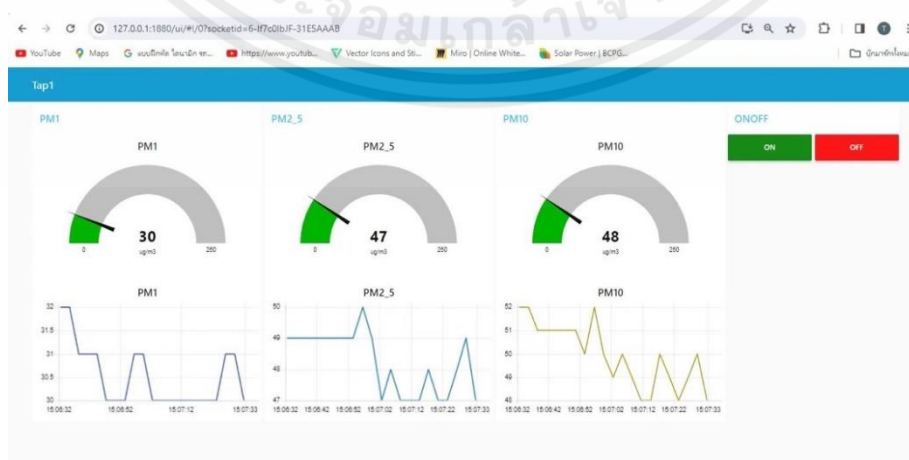 127.0.0.1:1880/ui/#!/0?socketid=6-If7c0IbJF-31E5AAAB
YouTube Maps https://www.youtub... Vector Icons and Sti... Miro | Online White... Solar Power | BCPG...
Tap1
PM1 PM2_5 PM10 ONOFF
PM1 PM2_5 PM10 ON OFF
30 47 48
0 ug/m3 250 0 ug/m3 250 0 ug/m3 250
PM1 PM2_5 PM10
32 50 52
31.5 51
31 49 50
30.5 48 49
30 47 48
15:06:32 15:06:52 15:07:12 15:07:33 15:06:32 15:06:42 15:06:52 15:07:02 15:07:12 15:07:22 15:07:33 15:06:32 15:06:42 15:06:52 15:07:02 15:07:12 15:07:22 15:07:33